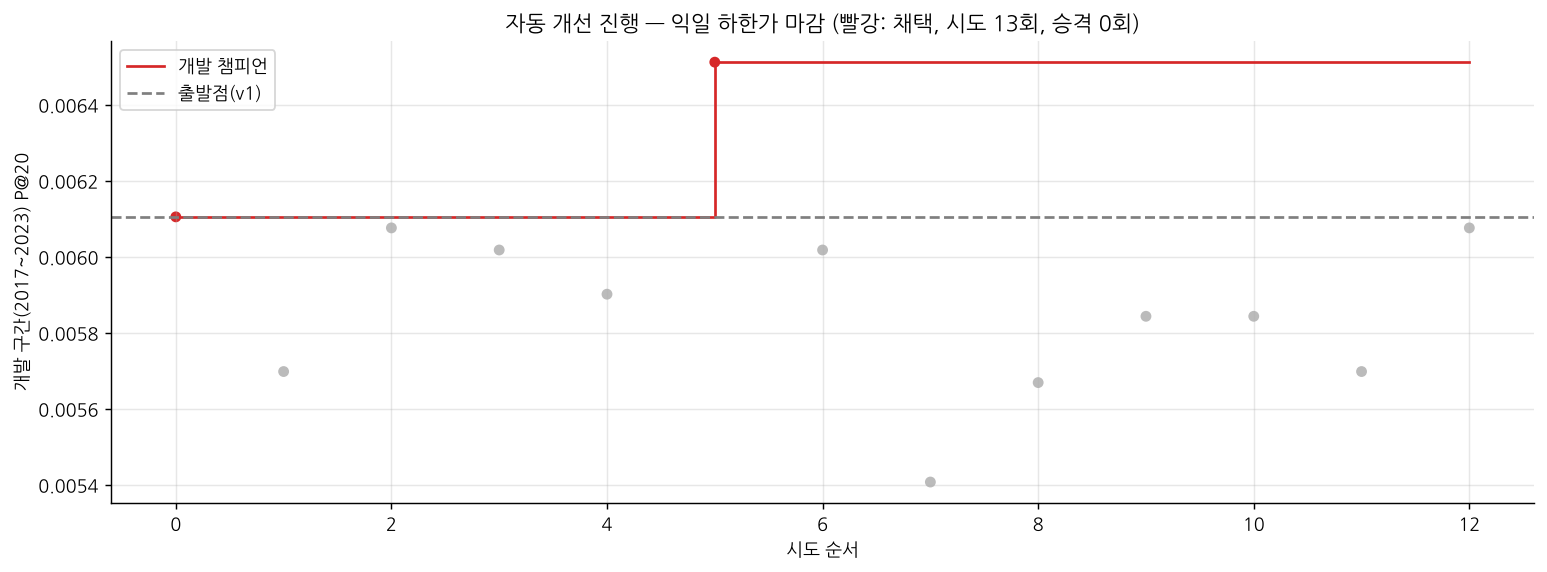 자동 개선 진행 — 익일 하한가 마감 (빨강: 채택, 시도 13회, 승격 0회)
개발 챔피언
출발점(v1)
개발 구간(2017~2023) P@20
0.0064
0.0062
0.0060
0.0058
0.0056
0.0054
0 2 4 6 8 10 12
시도 순서